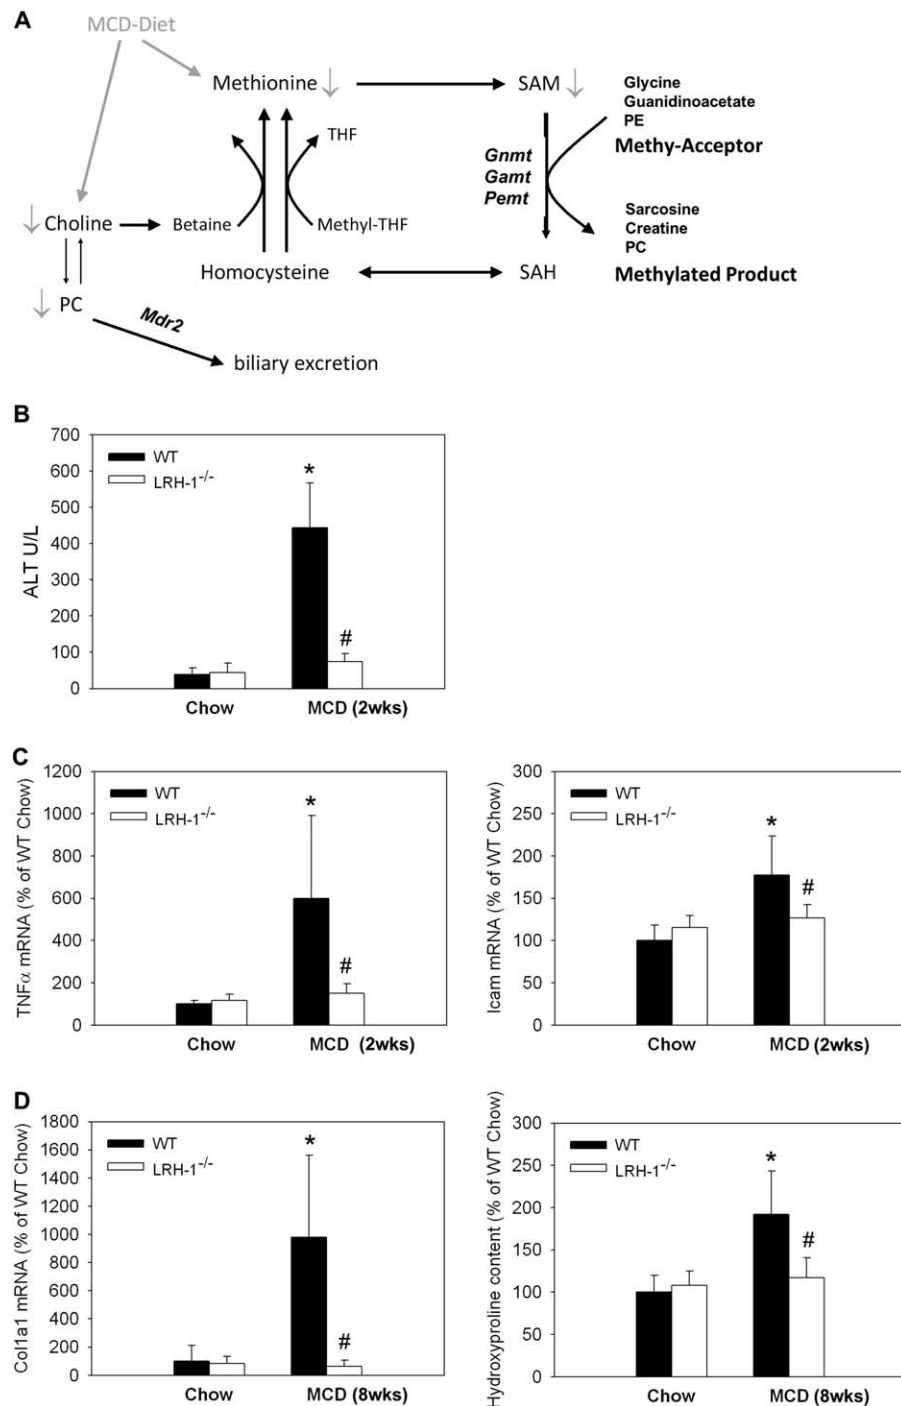 A
MCD-Diet
Methionine ↓
SAM ↓
Glycine
Guanidinoacetate
PE
Methy-Acceptor
THF
Gnmt
Gamt
Pemt
↓ Choline
Betaine
Methyl-THF
Sarcosine
Creatine
PC
Methylated Product
Homocysteine
SAH
↓ PC
Mdr2
biliary excretion
B
ALT U/L
700
600
500
400
300
200
100
0
WT
LRH-1-/-
*
#
Chow
MCD (2wks)
C
TNFα mRNA (% of WT Chow)
1200
1000
800
600
400
200
0
WT
LRH-1-/-
*
#
Chow
MCD (2wks)
Icam mRNA (% of WT Chow)
300
250
200
150
100
50
0
WT
LRH-1-/-
*
#
Chow
MCD (2wks)
D
Col1a1 mRNA (% of WT Chow)
1800
1600
1400
1200
1000
800
600
400
200
0
WT
LRH-1-/-
*
#
Chow
MCD (8wks)
Hydroxyproline content (% of WT Chow)
300
250
200
150
100
50
0
WT
LRH-1-/-
*
#
Chow
MCD (8wks)